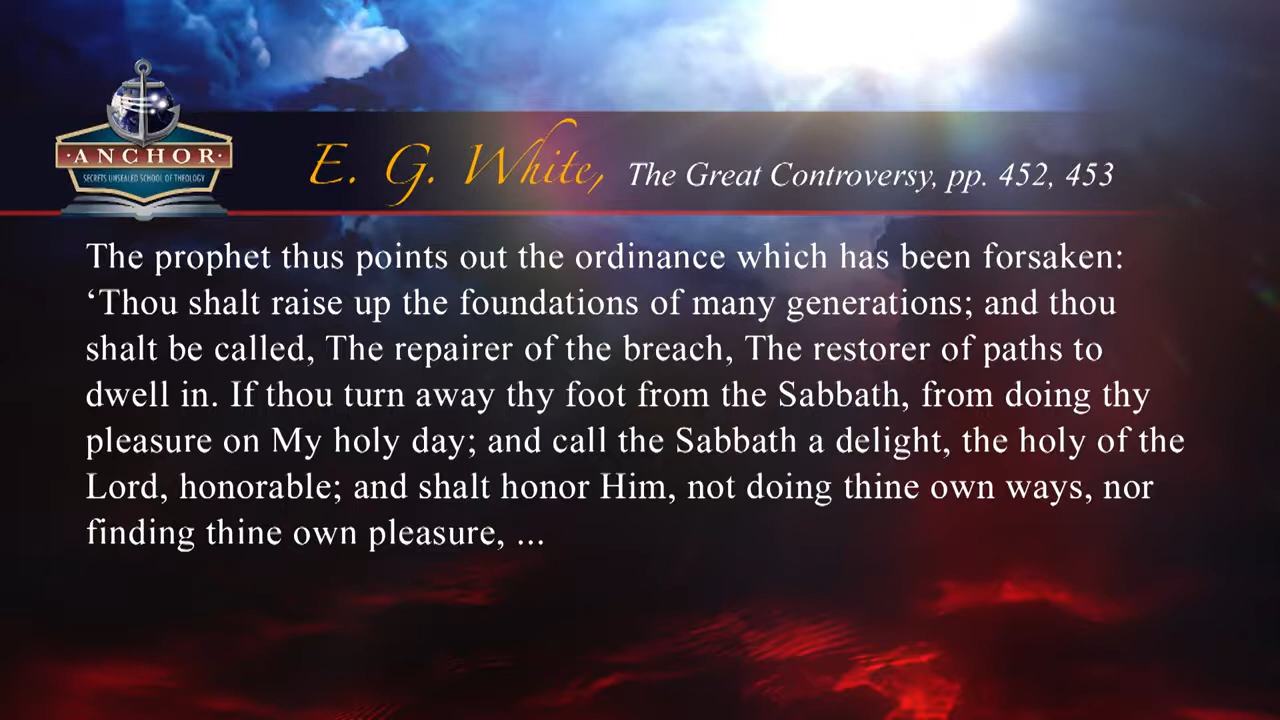 ·ANCHOR·
SECRETS UNSEALED SCHOOL OF THEOLOGY
E. G. White, The Great Controversy, pp. 452, 453
The prophet thus points out the ordinance which has been forsaken:
‘Thou shalt raise up the foundations of many generations; and thou
shalt be called, The repairer of the breach, The restorer of paths to
dwell in. If thou turn away thy foot from the Sabbath, from doing thy
pleasure on My holy day; and call the Sabbath a delight, the holy of the
Lord, honorable; and shalt honor Him, not doing thine own ways, nor
finding thine own pleasure, ...